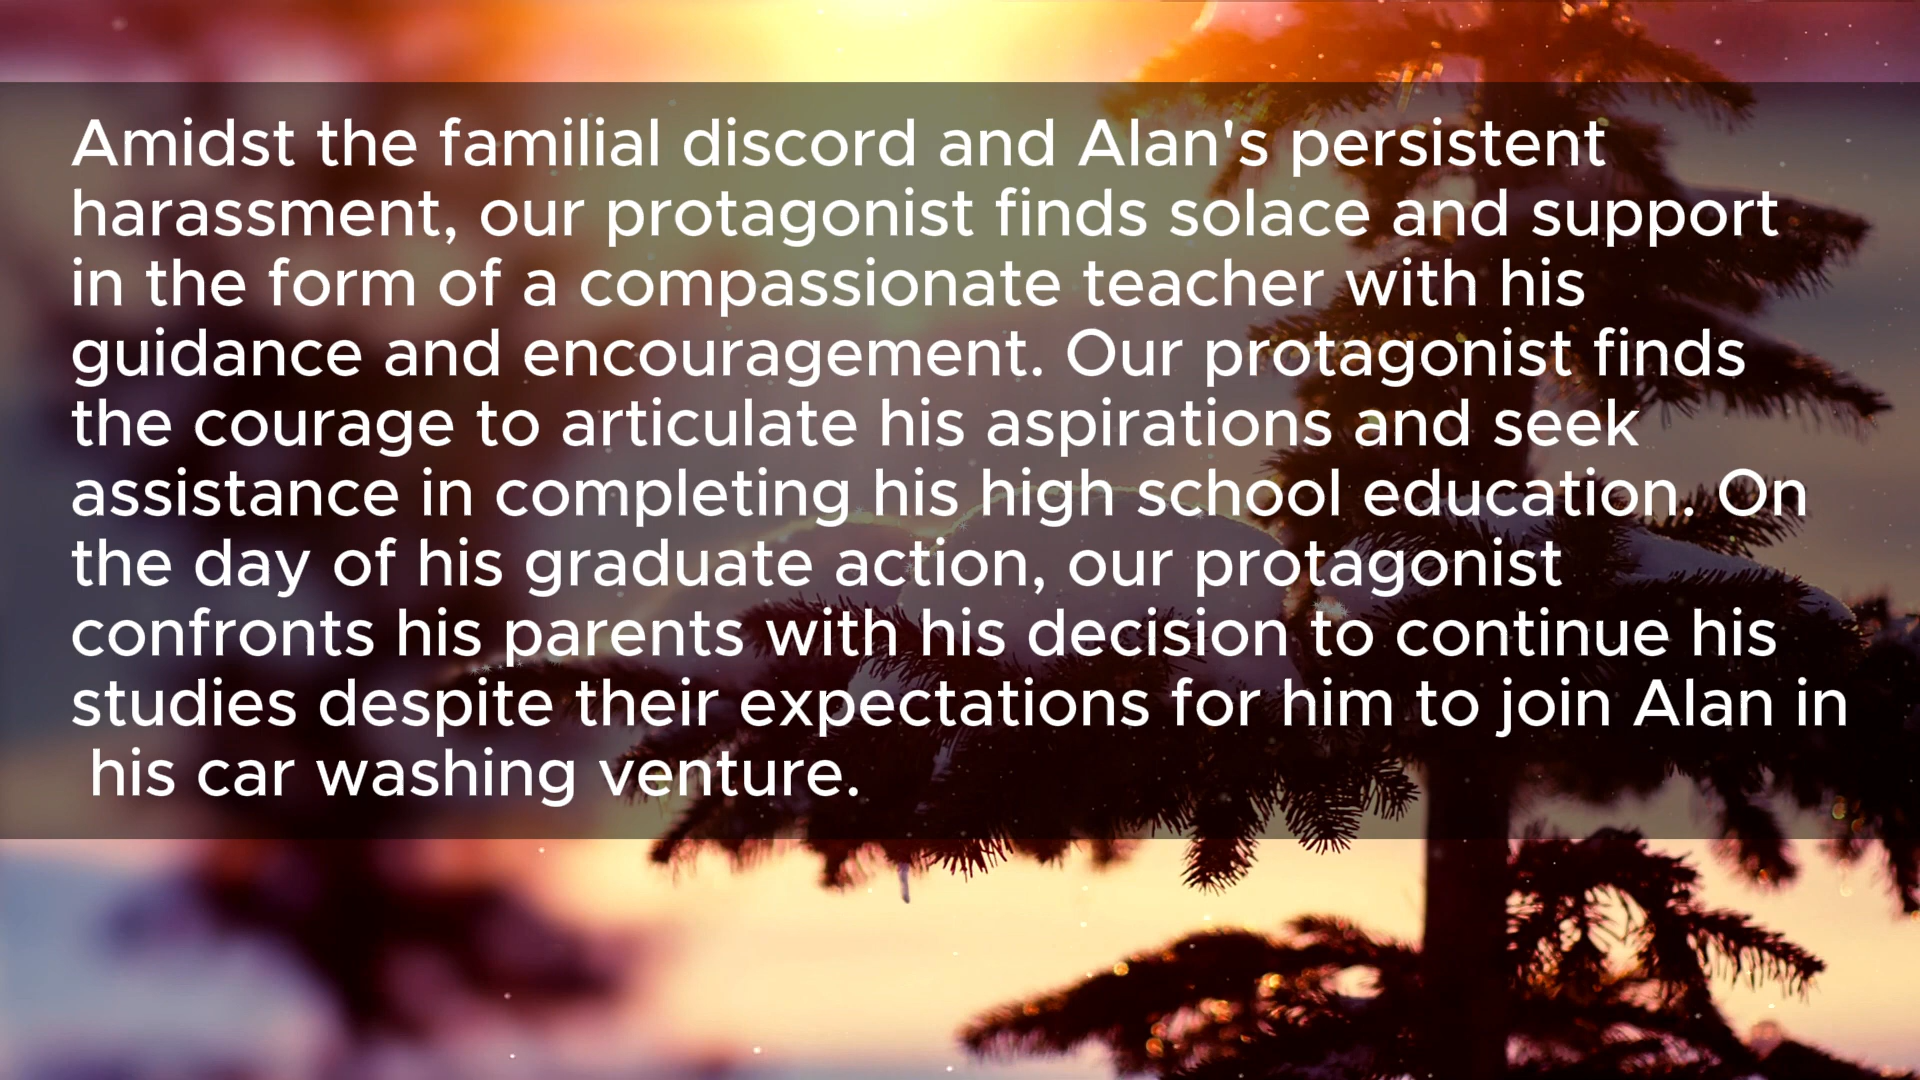 Amidst the familial discord and Alan's persistent
harassment, our protagonist finds solace and support
in the form of a compassionate teacher with his
guidance and encouragement. Our protagonist finds
the courage to articulate his aspirations and seek
assistance in completing his high school education. On
the day of his graduate action, our protagonist
confronts his parents with his decision to continue his
studies despite their expectations for him to join Alan in
his car washing venture.